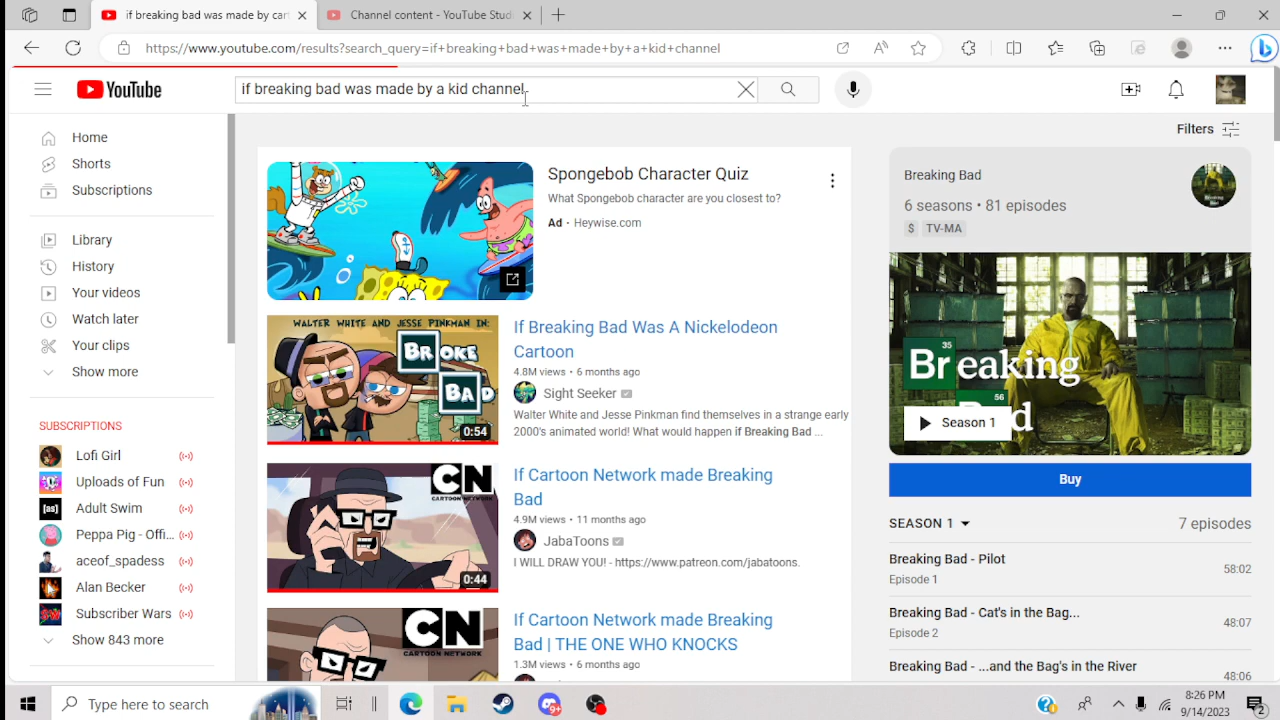 if breaking bad was made by car
Channel content - YouTube Studi
https://www.youtube.com/results?search_query=if+breaking+bad+was+made+by+a+kid+channel
YouTube
if breaking bad was made by a kid channel
Filters
Home
Shorts
Subscriptions
Library
History
Your videos
Watch later
Your clips
Show more
SUBSCRIPTIONS
Lofi Girl
Uploads of Fun
[as] Adult Swim
Peppa Pig - Offi...
aceof_spadess
Alan Becker
Subscriber Wars
Show 843 more
Spongebob Character Quiz
What Spongebob character are you closest to?
Ad · Heywise.com
WALTER WHITE AND JESSE PINKMAN IN:
BROKE
BAD
0:54
If Breaking Bad Was A Nickelodeon
Cartoon
4.8M views • 6 months ago
Sight Seeker
Walter White and Jesse Pinkman find themselves in a strange early
2000's animated world! What would happen if Breaking Bad ...
CN
CARTOON NETWORK
0:44
If Cartoon Network made Breaking
Bad
4.9M views • 11 months ago
JabaToons
I WILL DRAW YOU! - https://www.patreon.com/jabatoons.
CN
CARTOON NETWORK
If Cartoon Network made Breaking
Bad | THE ONE WHO KNOCKS
1.3M views • 6 months ago
Breaking Bad
6 seasons • 81 episodes
$ TV-MA
35
Breaking
56
Season 1
Buy
SEASON 1
7 episodes
Breaking Bad - Pilot
Episode 1
58:02
Breaking Bad - Cat's in the Bag...
Episode 2
48:07
Breaking Bad - ...and the Bag's in the River
48:06
Type here to search
8:26 PM
9/14/2023
2